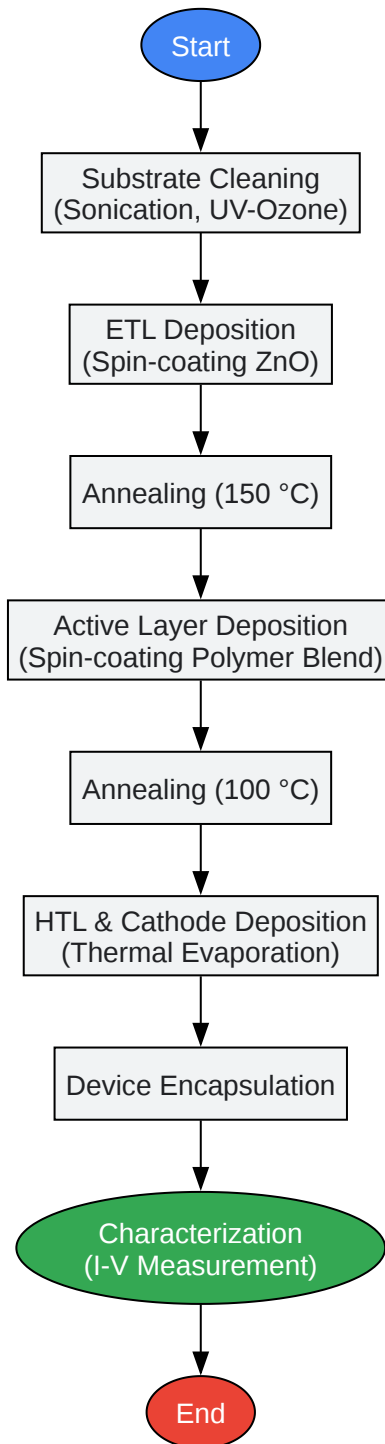 Start
Substrate Cleaning
(Sonication, UV-Ozone)
ETL Deposition
(Spin-coating ZnO)
Annealing (150 °C)
Active Layer Deposition
(Spin-coating Polymer Blend)
Annealing (100 °C)
HTL & Cathode Deposition
(Thermal Evaporation)
Device Encapsulation
Characterization
(I-V Measurement)
End